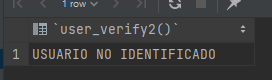 1 row
`user_verify2()`
1 USUARIO NO IDENTIFICADO